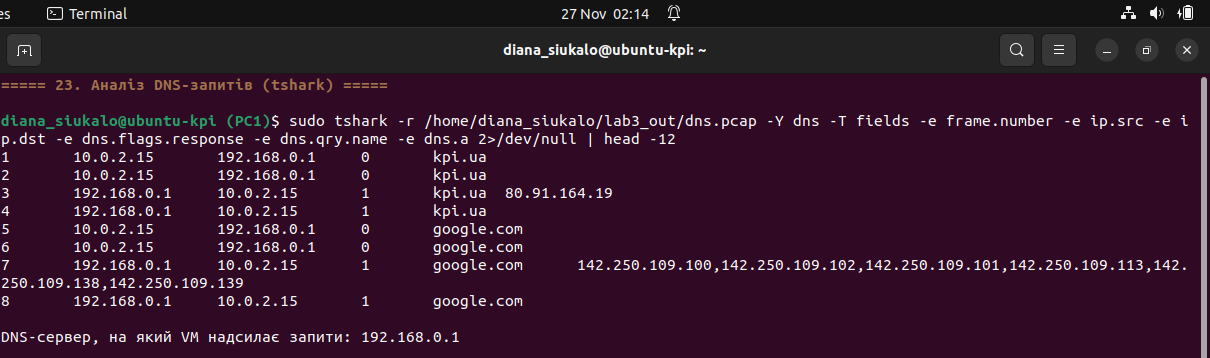 es Terminal 27 Nov 02:14
diana_siukalo@ubuntu-kpi: ~
===== 23. Аналіз DNS-запитів (tshark) =====
diana_siukalo@ubuntu-kpi (PC1)$ sudo tshark -r /home/diana_siukalo/lab3_out/dns.pcap -Y dns -T fields -e frame.number -e ip.src -e i
p.dst -e dns.flags.response -e dns.qry.name -e dns.a 2>/dev/null | head -12
1 10.0.2.15 192.168.0.1 0 kpi.ua
2 10.0.2.15 192.168.0.1 0 kpi.ua
3 192.168.0.1 10.0.2.15 1 kpi.ua 80.91.164.19
4 192.168.0.1 10.0.2.15 1 kpi.ua
5 10.0.2.15 192.168.0.1 0 google.com
6 10.0.2.15 192.168.0.1 0 google.com
7 192.168.0.1 10.0.2.15 1 google.com 142.250.109.100,142.250.109.102,142.250.109.101,142.250.109.113,142.
250.109.138,142.250.109.139
8 192.168.0.1 10.0.2.15 1 google.com
DNS-сервер, на який VM надсилає запити: 192.168.0.1